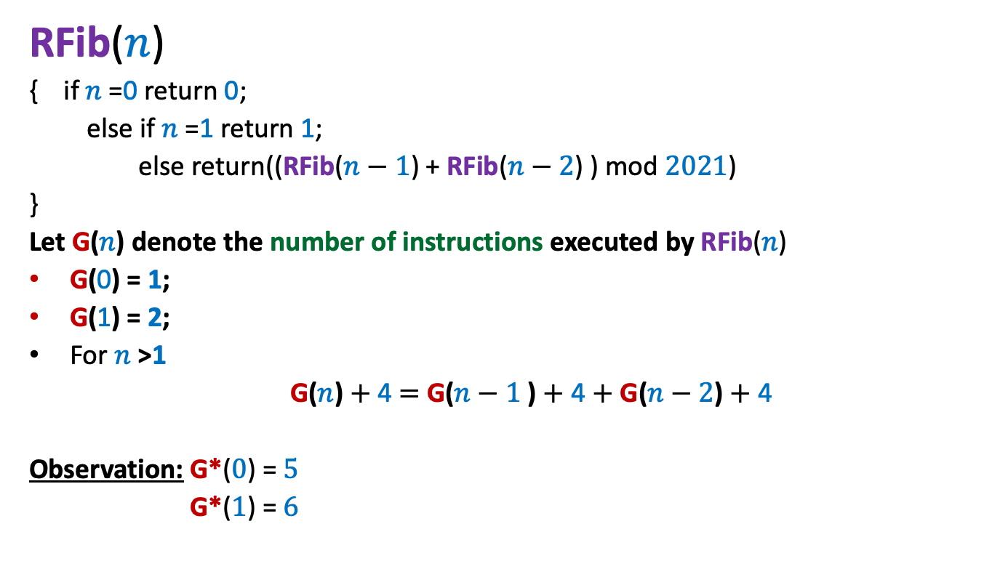 RFib(n)
{ if n =0 return 0;
else if n =1 return 1;
else return((RFib(n − 1) + RFib(n − 2) ) mod 2021)
}
Let G(n) denote the number of instructions executed by RFib(n)
• G(0) = 1;
• G(1) = 2;
• For n >1
G(n) + 4 = G(n − 1 ) + 4 + G(n − 2) + 4
Observation: G*(0) = 5
G*(1) = 6